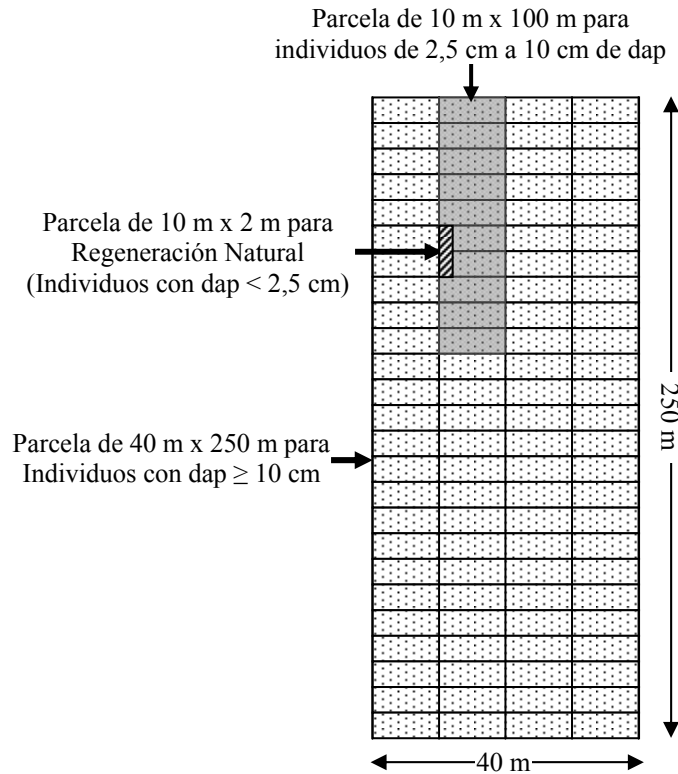 Parcela de 10 m x 100 m para
individuos de 2,5 cm a 10 cm de dap
Parcela de 10 m x 2 m para
Regeneración Natural
(Individuos con dap < 2,5 cm)
Parcela de 40 m x 250 m para
Individuos con dap ≥ 10 cm
250 m
40 m